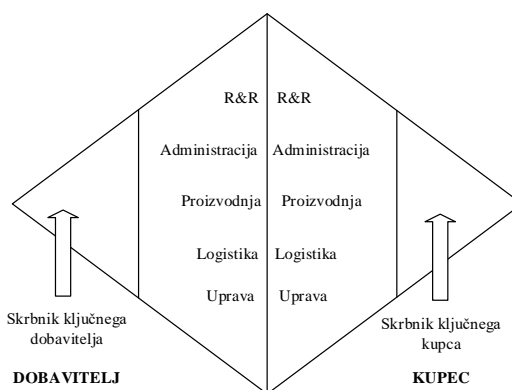 R&R R&R
Administracija Administracija
Proizvodnja Proizvodnja
Logistika Logistika
Uprava Uprava
Skrbnik ključnega
dobavitelja
Skrbnik ključnega
kupca
DOBAVITELJ KUPEC